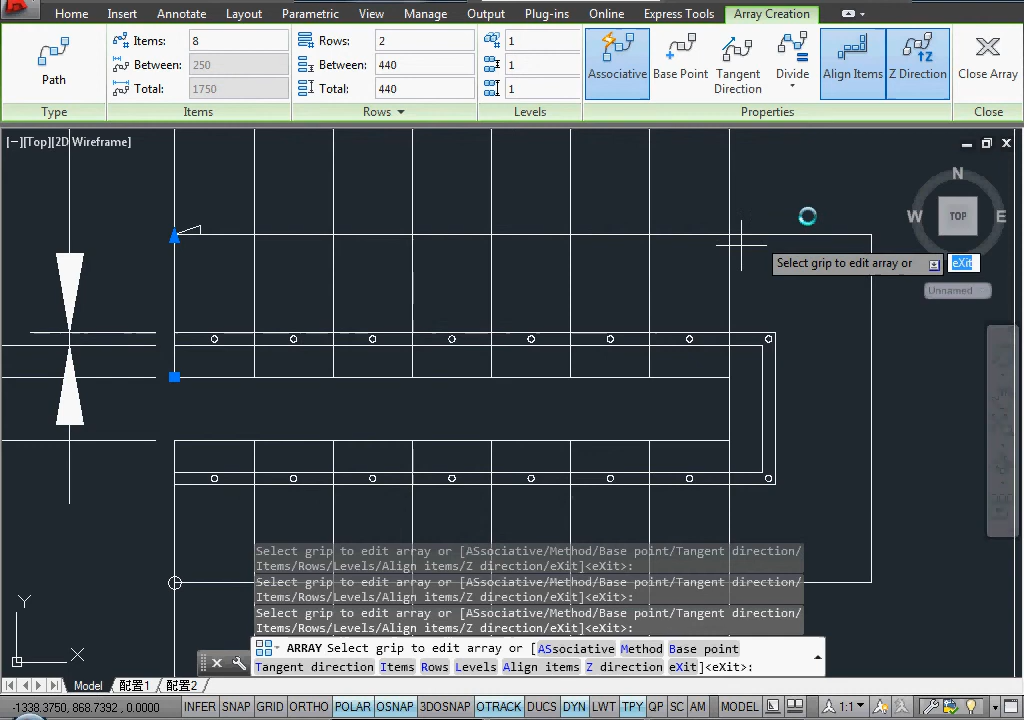 Home Insert Annotate Layout Parametric View Manage Output Plug-ins Online Express Tools Array Creation
Items: 8 Rows: 2 1
Between: 250 Between: 440 1
Total: 1750 Total: 440 1
Path
Associative Base Point Tangent Direction Divide Align Items Z Direction Close Array
Type Items Rows Levels Properties Close
[−][Top][2D Wireframe]
N
W TOP E
Select grip to edit array or eXit
Unnamed
Select grip to edit array or [ASsociative/Method/Base point/Tangent direction/
Items/Rows/Levels/Align items/Z direction/eXit]<eXit>:
Select grip to edit array or [ASsociative/Method/Base point/Tangent direction/
Items/Rows/Levels/Align items/Z direction/eXit]<eXit>:
Select grip to edit array or [ASsociative/Method/Base point/Tangent direction/
Items/Rows/Levels/Align items/Z direction/eXit]<eXit>:
ARRAY Select grip to edit array or [ASsociative Method Base point
Tangent direction Items Rows Levels Align items Z direction eXit]<eXit>:
Y
X
Model 配置1 配置2
-1338.3750, 868.7392, 0.0000 INFER SNAP GRID ORTHO POLAR OSNAP 3DOSNAP OTRACK DUCS DYN LWT TPY QP SC AM MODEL 1:1